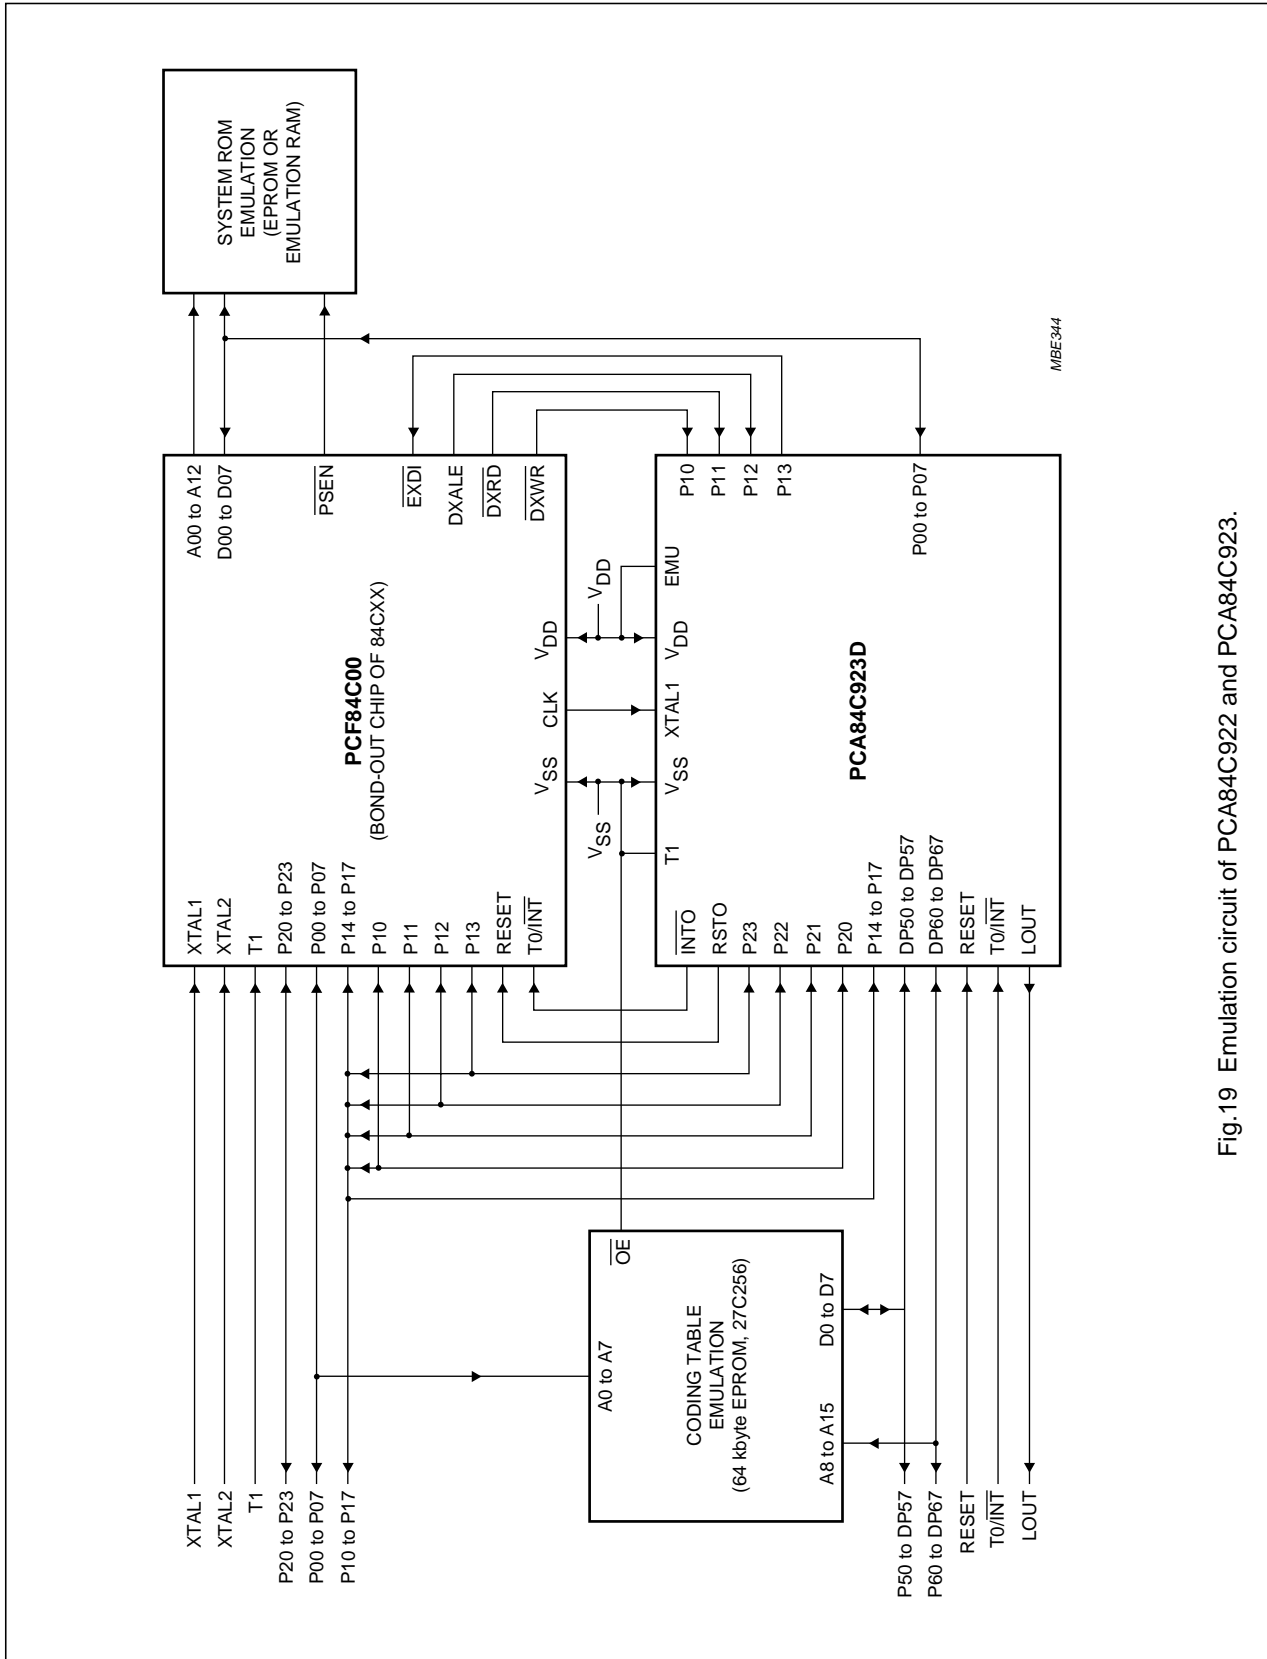 XTAL1
XTAL2
T1
P20 to P23
P00 to P07
P10 to P17
P50 to DP57
P60 to DP67
RESET
T0/INT
LOUT
CODING TABLE
EMULATION
(64 kbyte EPROM, 27C256)
A0 to A7
OE
A8 to A15
D0 to D7
PCF84C00
(BOND-OUT CHIP OF 84CXX)
XTAL1
XTAL2
T1
P20 to P23
P00 to P07
P14 to P17
P10
P11
P12
P13
RESET
T0/INT
VSS
CLK
VDD
A00 to A12
D00 to D07
PSEN
EXDI
DXALE
DXRD
DXWR
VSS
VDD
PCA84C923D
INTO
RSTO
P23
P22
P21
P20
P14 to P17
DP50 to DP57
DP60 to DP67
RESET
T0/INT
LOUT
T1
VSS
XTAL1
VDD
EMU
P10
P11
P12
P13
P00 to P07
SYSTEM ROM
EMULATION
(EPROM OR
EMULATION RAM)
MBE344
Fig.19 Emulation circuit of PCA84C922 and PCA84C923.